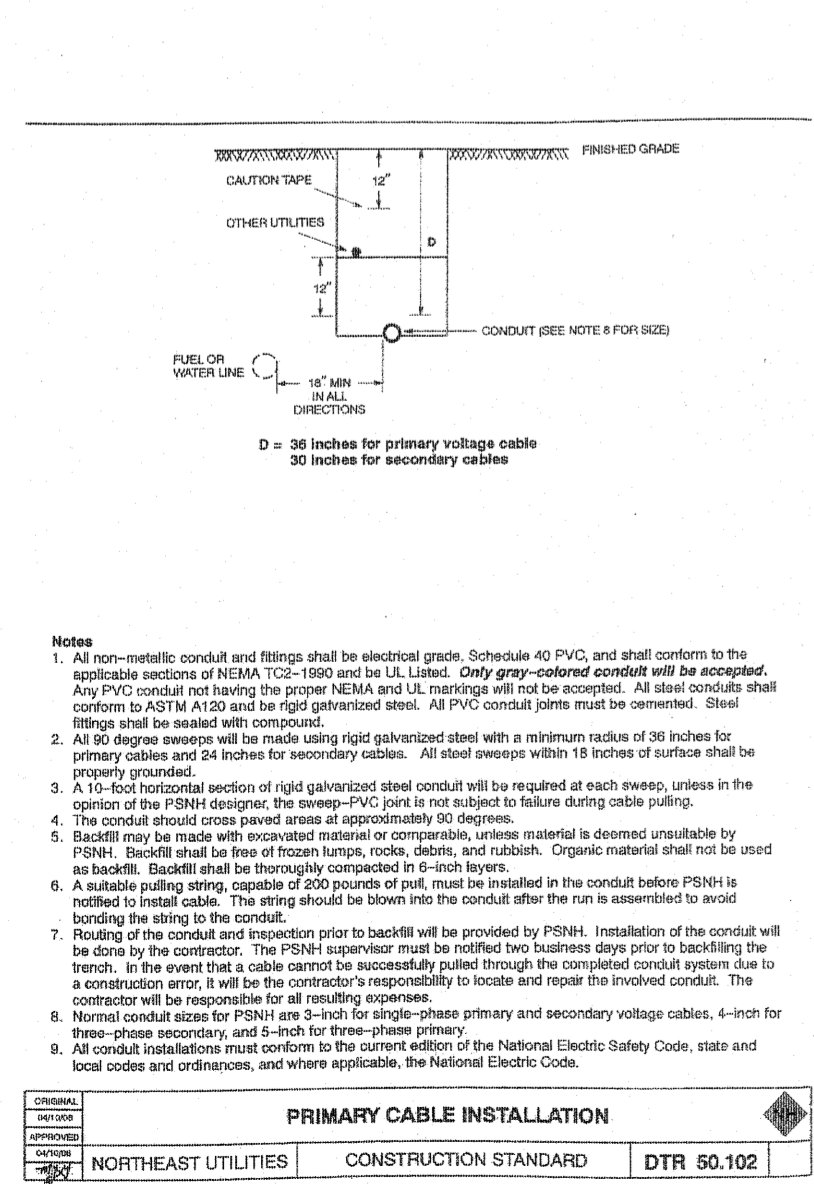 FINISHED GRADE
CAUTION TAPE
12"
OTHER UTILITIES
D
12"
CONDUIT (SEE NOTE 8 FOR SIZE)
FUEL OR
WATER LINE
18" MIN
IN ALL
DIRECTIONS
D = 36 inches for primary voltage cable
30 inches for secondary cables
Notes
1. All non-metallic conduit and fittings shall be electrical grade, Schedule 40 PVC, and shall conform to the
applicable sections of NEMA TC2-1990 and be UL Listed. Only gray-colored conduit will be accepted.
Any PVC conduit not having the proper NEMA and UL markings will not be accepted. All steel conduits shall
conform to ASTM A120 and be rigid galvanized steel. All PVC conduit joints must be cemented. Steel
fittings shall be sealed with compound.
2. All 90 degree sweeps will be made using rigid galvanized steel with a minimum radius of 36 inches for
primary cables and 24 inches for secondary cables. All steel sweeps within 18 inches of surface shall be
properly grounded.
3. A 10-foot horizontal section of rigid galvanized steel conduit will be required at each sweep, unless in the
opinion of the PSNH designer, the sweep-PVC joint is not subject to failure during cable pulling.
4. The conduit should cross paved areas at approximately 90 degrees.
5. Backfill may be made with excavated material or comparable, unless material is deemed unsuitable by
PSNH. Backfill shall be free of frozen lumps, rocks, debris, and rubbish. Organic material shall not be used
as backfill. Backfill shall be thoroughly compacted in 6-inch layers.
6. A suitable pulling string, capable of 200 pounds of pull, must be installed in the conduit before PSNH is
notified to install cable. The string should be blown into the conduit after the run is assembled to avoid
bonding the string to the conduit.
7. Routing of the conduit and inspection prior to backfill will be provided by PSNH. Installation of the conduit will
be done by the contractor. The PSNH supervisor must be notified two business days prior to backfilling the
trench. In the event that a cable cannot be successfully pulled through the completed conduit system due to
a construction error, it will be the contractor's responsibility to locate and repair the involved conduit. The
contractor will be responsible for all resulting expenses.
8. Normal conduit sizes for PSNH are 3-inch for single-phase primary and secondary voltage cables, 4-inch for
three-phase secondary, and 5-inch for three-phase primary.
9. All conduit installations must conform to the current edition of the National Electric Safety Code, state and
local codes and ordinances, and where applicable, the National Electric Code.
ORIGINAL
04/10/08
APPROVED
04/10/08
PRIMARY CABLE INSTALLATION
NH
NORTHEAST UTILITIES
CONSTRUCTION STANDARD
DTR 50.102